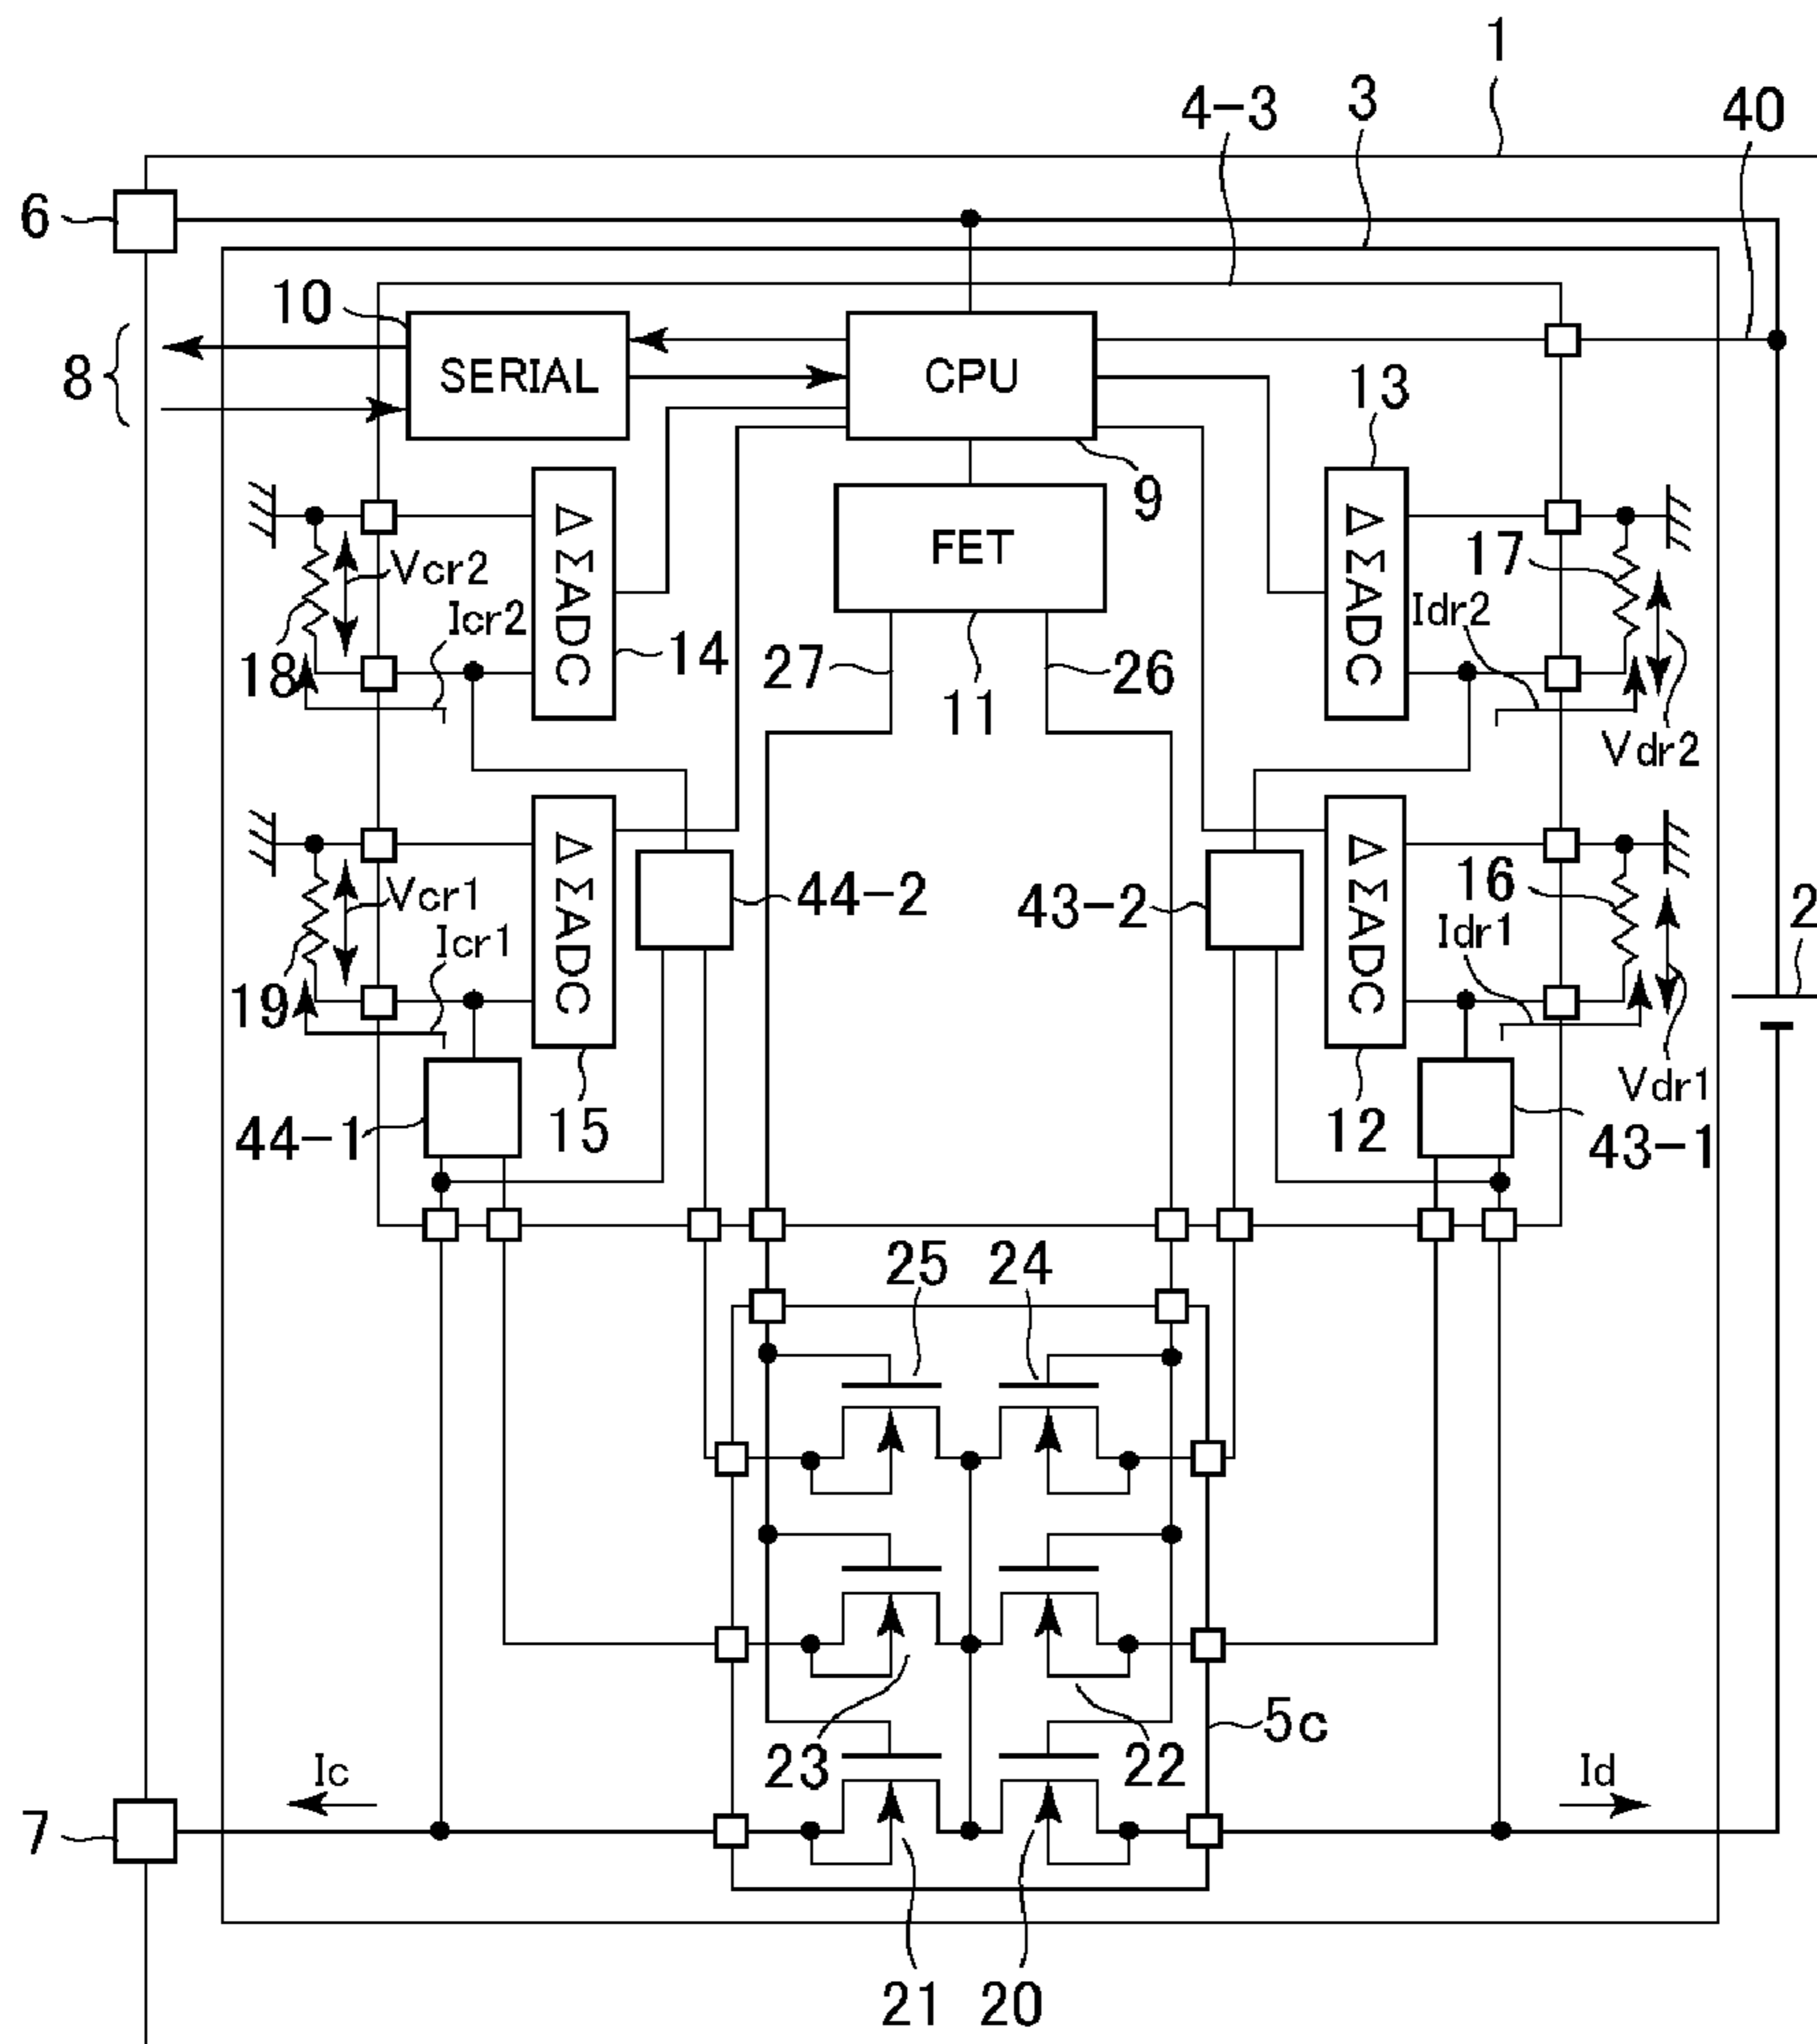 1
4-3
3
40
6
10
8
SERIAL
CPU
13
9
ΔΣADC
FET
ΔΣADC
17
Vcr2
Icr2
Idr2
18
14
27
26
11
Vdr2
ΔΣADC
ΔΣADC
16
Vcr1
44-2
43-2
2
Icr1
Idr1
19
Vdr1
44-1
15
12
43-1
25
24
5c
23
22
Ic
Id
7
21
20